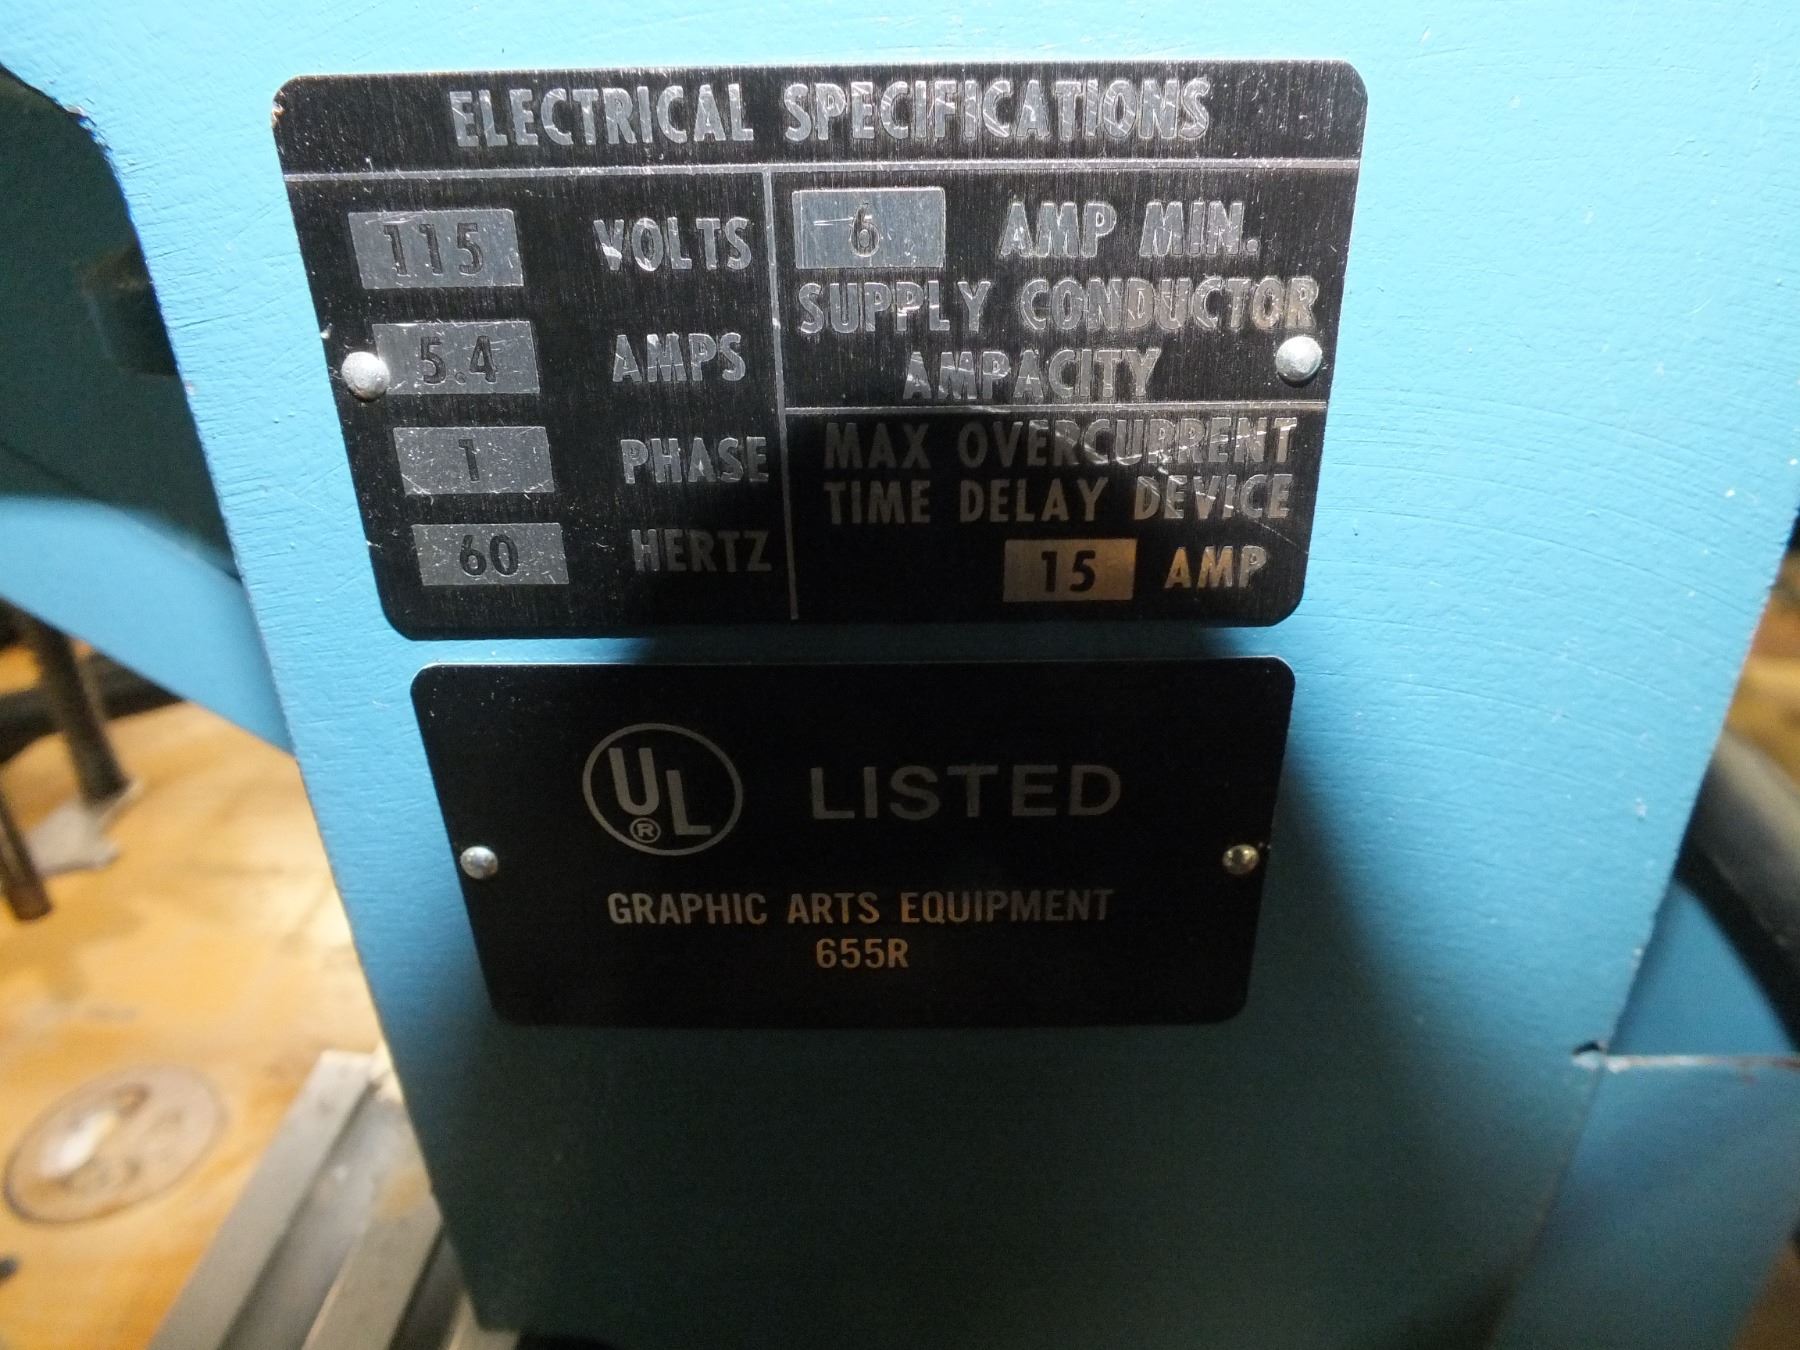 ELECTRICAL SPECIFICATIONS
115 VOLTS
5.4 AMPS
1 PHASE
60 HERTZ
6 AMP MIN.
SUPPLY CONDUCTOR
AMPACITY
MAX OVERCURRENT
TIME DELAY DEVICE
15 AMP
UL® LISTED
GRAPHIC ARTS EQUIPMENT
655R